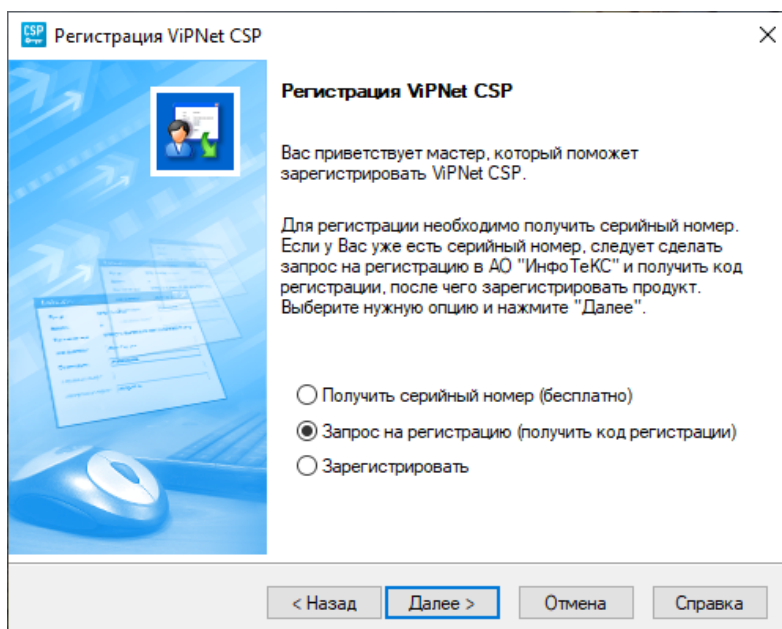 CSP
Регистрация ViPNet CSP
Регистрация ViPNet CSP
Вас приветствует мастер, который поможет
зарегистрировать ViPNet CSP.
Для регистрации необходимо получить серийный номер.
Если у Вас уже есть серийный номер, следует сделать
запрос на регистрацию в АО "ИнфоТеКС" и получить код
регистрации, после чего зарегистрировать продукт.
Выберите нужную опцию и нажмите "Далее".
Получить серийный номер (бесплатно)
Запрос на регистрацию (получить код регистрации)
Зарегистрировать
< Назад
Далее >
Отмена
Справка